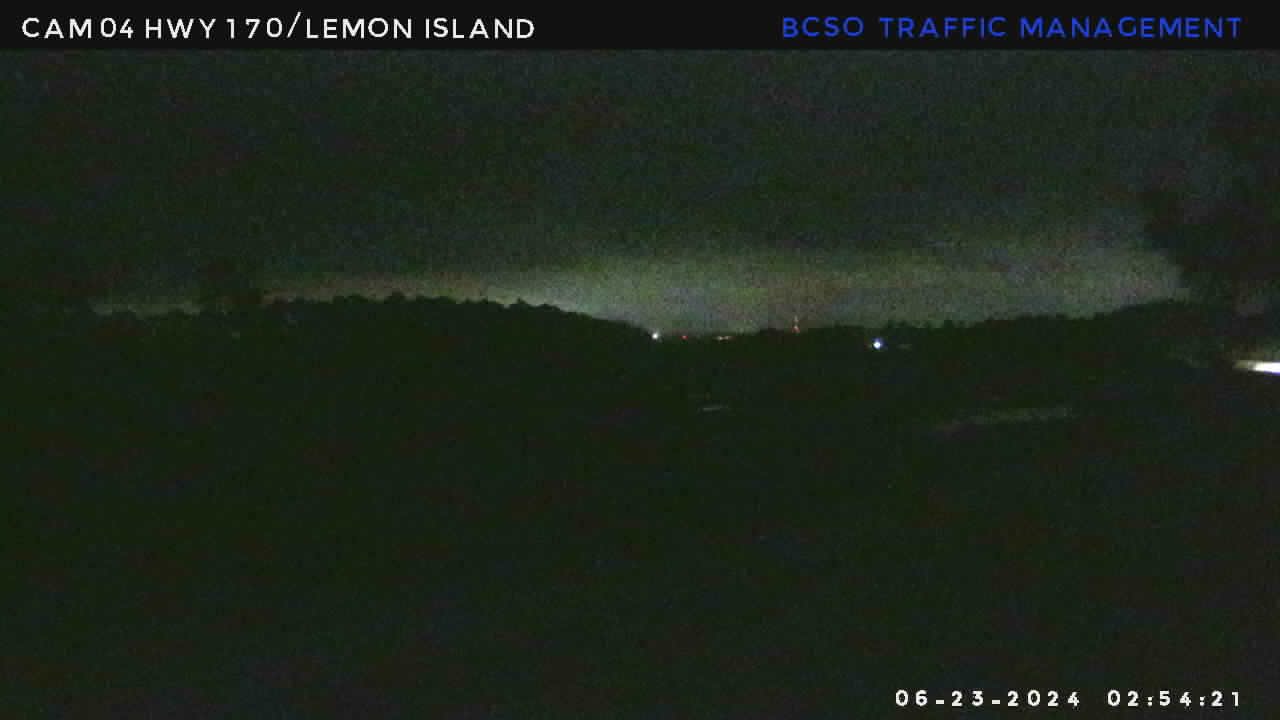 CAM04 HWY 170/LEMON ISLAND
BCSO TRAFFIC MANAGEMENT
06-23-2024 02:54:21